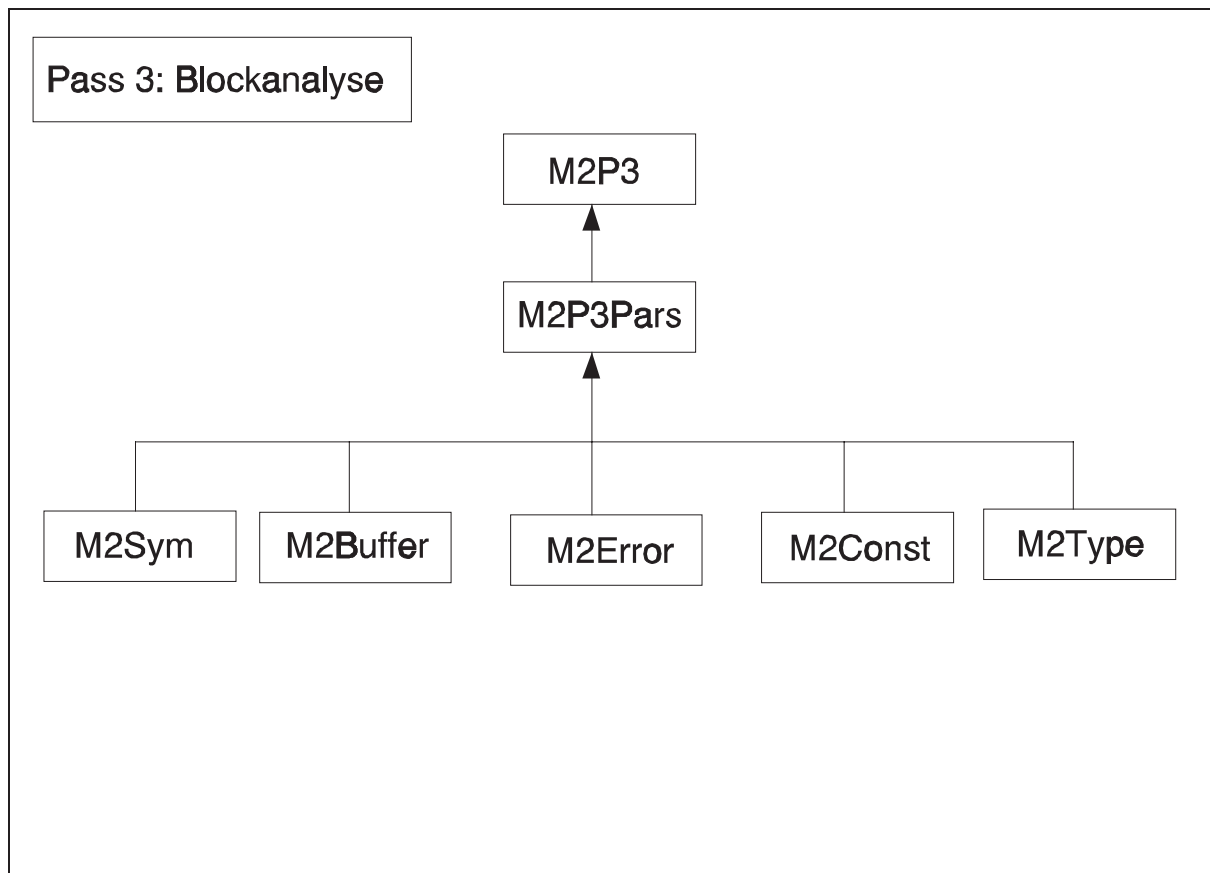 Pass 3: Blockanalyse
M2P3
M2P3Pars
M2Sym
M2Buffer
M2Error
M2Const
M2Type